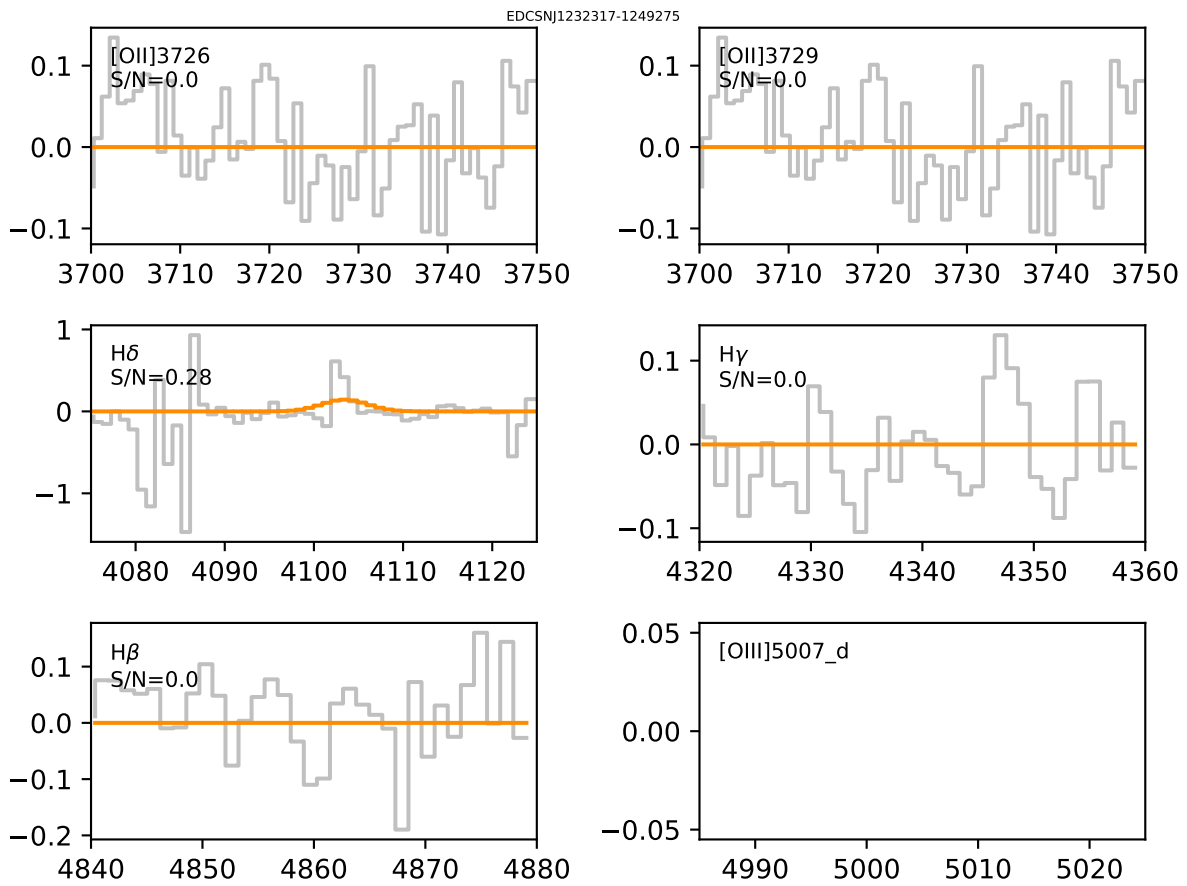 EDCSNJ1232317-1249275
[OII]3726
S/N=0.0
0.1
0.0
−0.1
3700 3710 3720 3730 3740 3750
[OII]3729
S/N=0.0
0.1
0.0
−0.1
3700 3710 3720 3730 3740 3750
Hδ
S/N=0.28
1
0
−1
4080 4090 4100 4110 4120
Hγ
S/N=0.0
0.1
0.0
−0.1
4320 4330 4340 4350 4360
Hβ
S/N=0.0
0.1
0.0
−0.1
−0.2
4840 4850 4860 4870 4880
[OIII]5007_d
0.05
0.00
−0.05
4990 5000 5010 5020